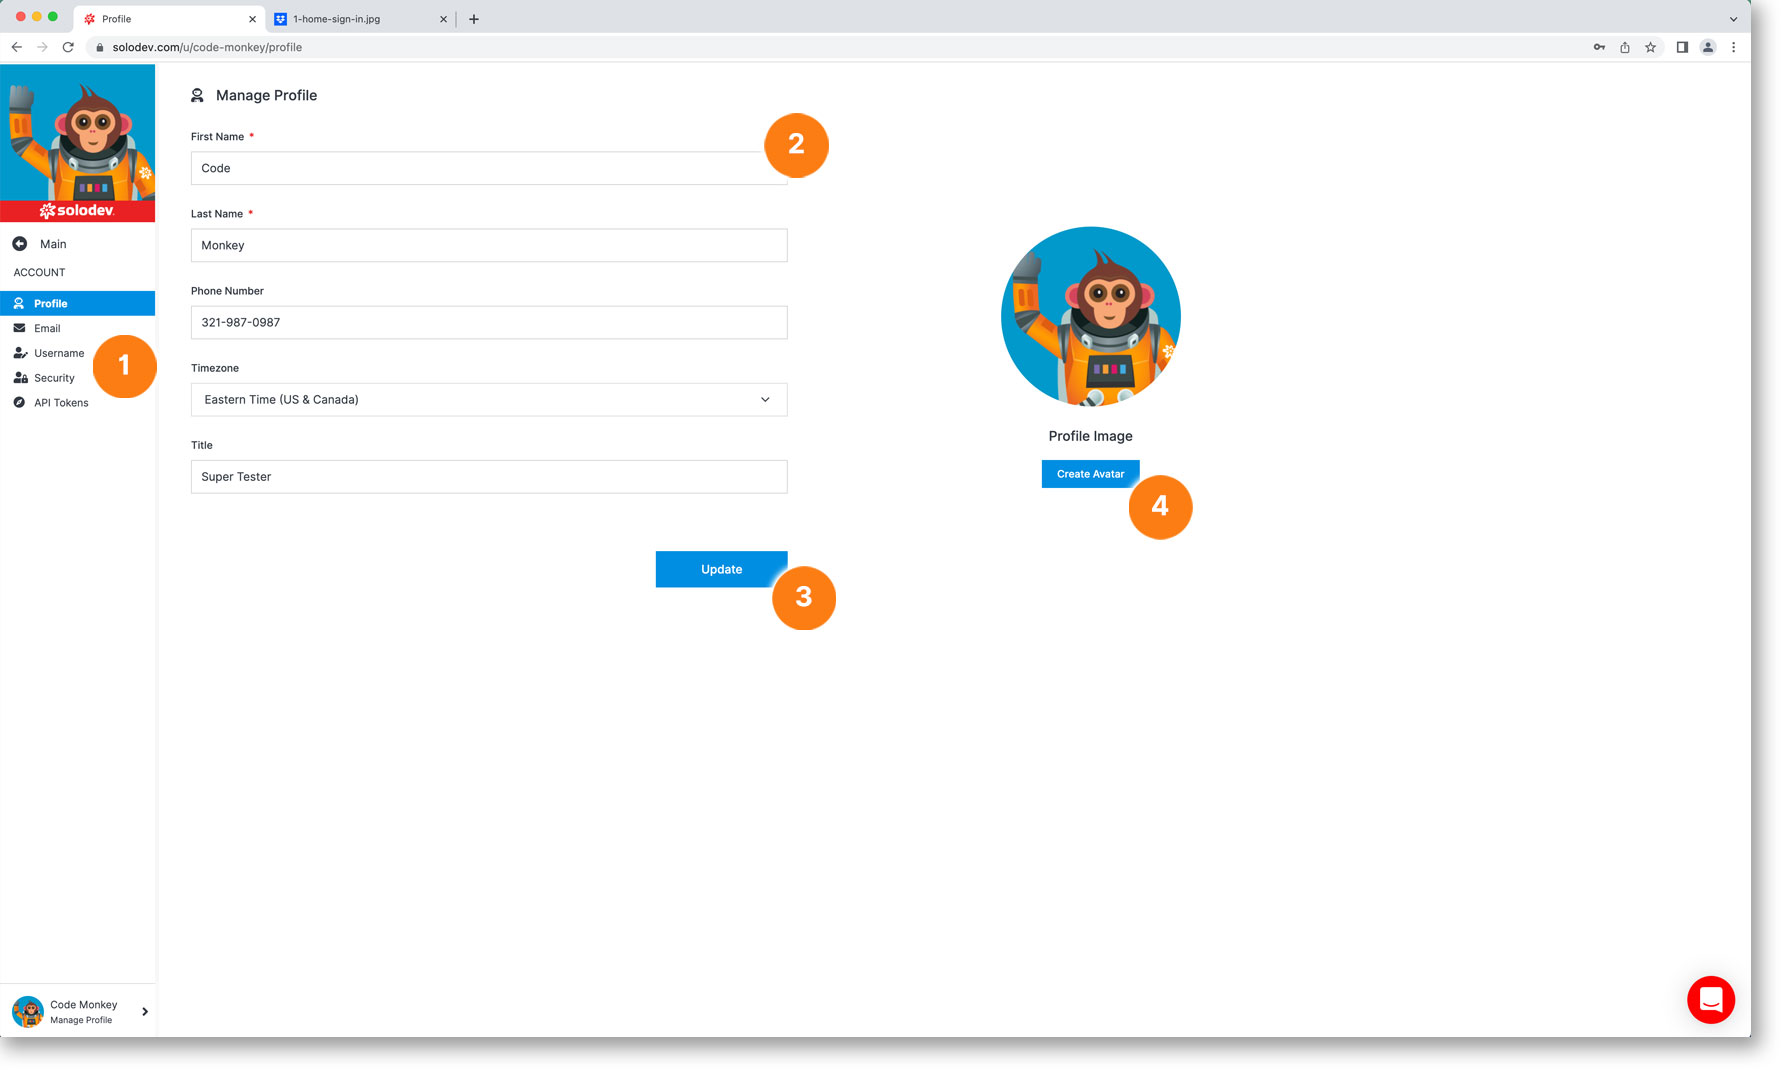 Profile
1-home-sign-in.jpg
solodev.com/u/code-monkey/profile
solodev
Main
ACCOUNT
Profile
Email
Username
Security
API Tokens
1
Manage Profile
First Name *
Code
2
Last Name *
Monkey
Phone Number
321-987-0987
Timezone
Eastern Time (US & Canada)
Title
Super Tester
Update
3
Profile Image
Create Avatar
4
Code Monkey
Manage Profile